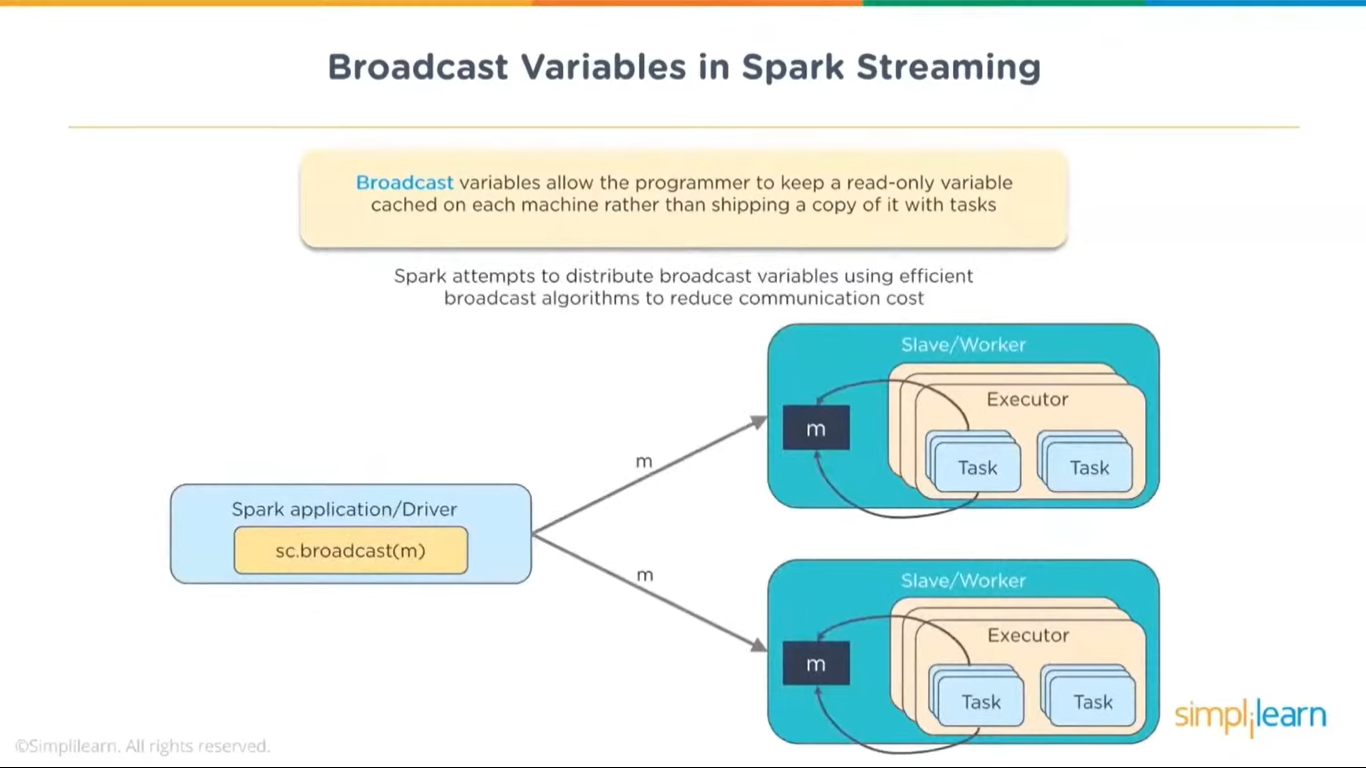 Broadcast Variables in Spark Streaming
Broadcast variables allow the programmer to keep a read-only variable
cached on each machine rather than shipping a copy of it with tasks
Spark attempts to distribute broadcast variables using efficient
broadcast algorithms to reduce communication cost
Slave/Worker
Executor
m
Task
Task
m
Spark application/Driver
sc.broadcast(m)
m
Slave/Worker
Executor
m
Task
Task
simplilearn
©Simplilearn. All rights reserved.